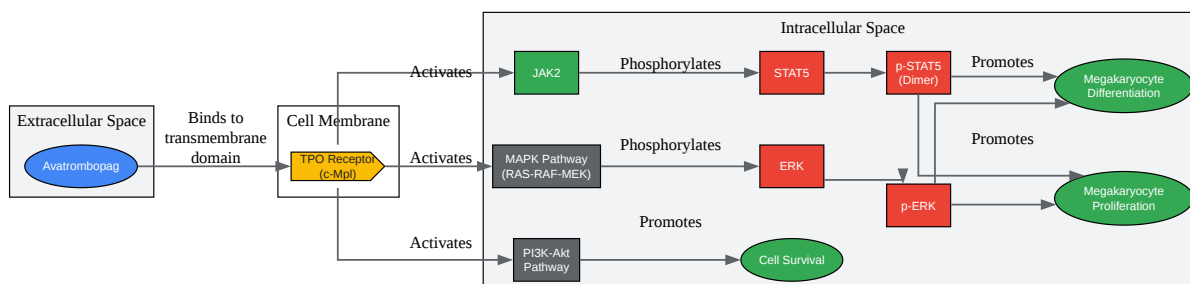 Intracellular Space
Activates
JAK2
Phosphorylates
STAT5
p-STAT5
(Dimer)
Promotes
Megakaryocyte
Differentiation
Extracellular Space
Avatrombopag
Binds to
transmembrane
domain
Cell Membrane
TPO Receptor
(c-Mpl)
Activates
MAPK Pathway
(RAS-RAF-MEK)
Phosphorylates
ERK
p-ERK
Promotes
Megakaryocyte
Proliferation
Activates
PI3K-Akt
Pathway
Promotes
Cell Survival